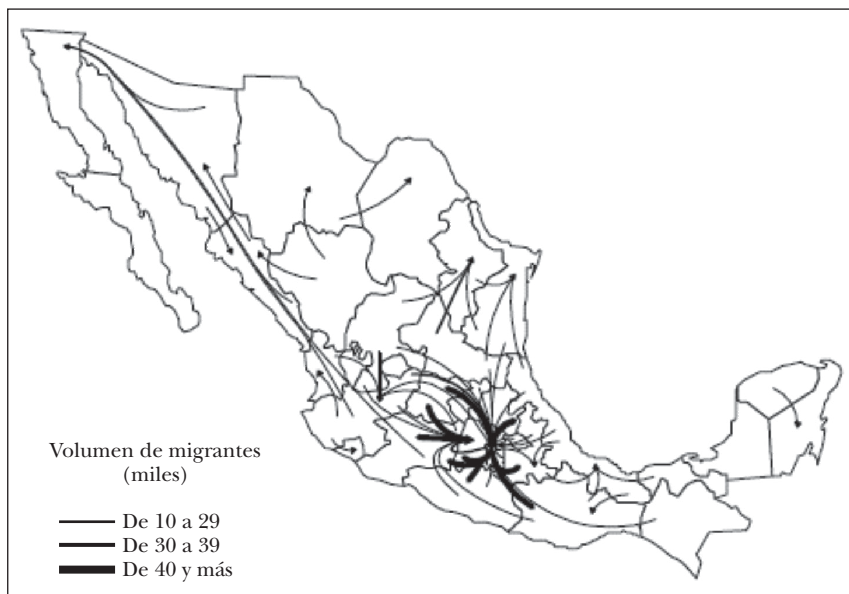 Volumen de migrantes
(miles)
De 10 a 29
De 30 a 39
De 40 y más